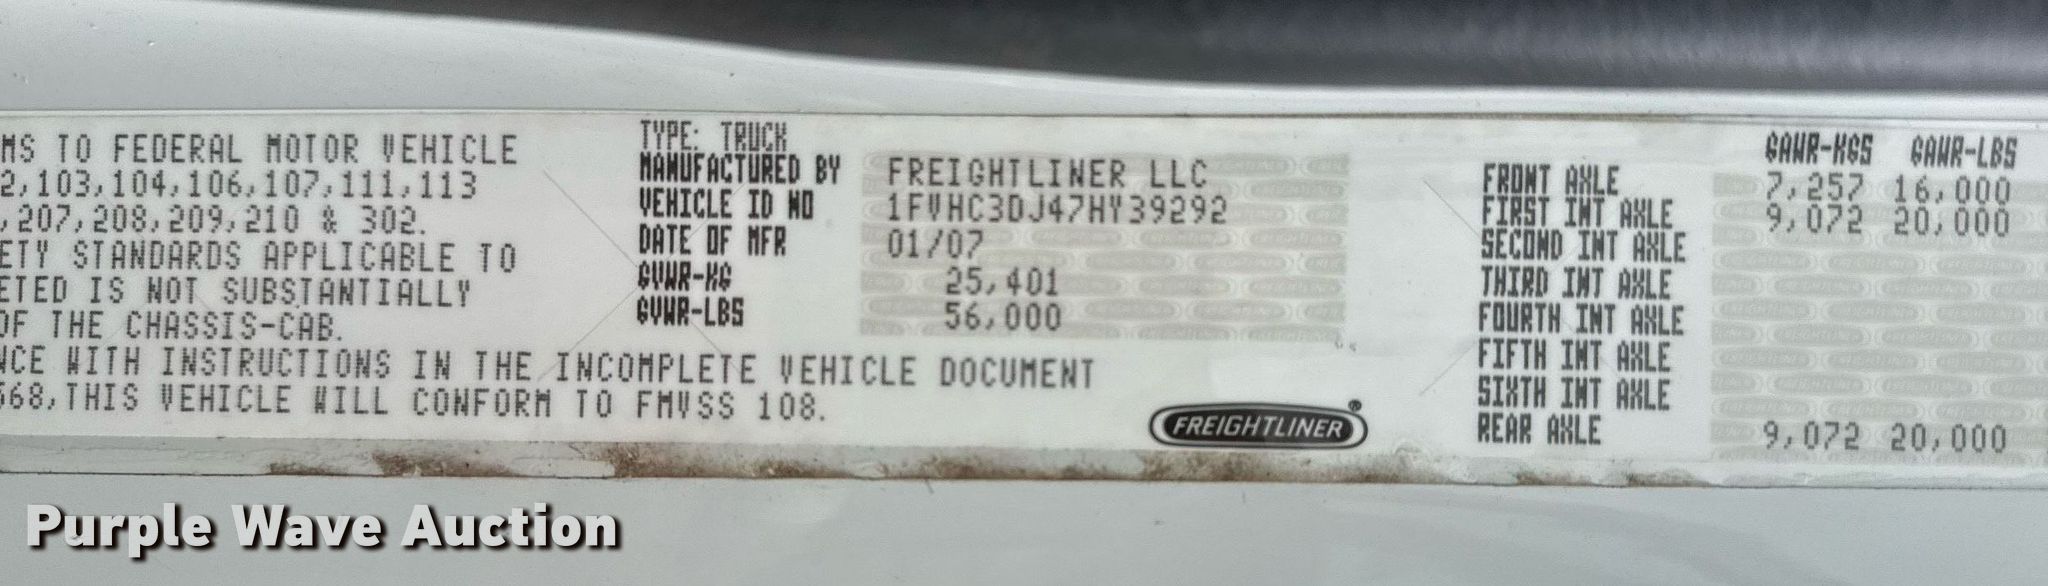 MS TO FEDERAL MOTOR VEHICLE
2,103,104,106,107,111,113
,207,208,209,210 & 302.
ETY STANDARDS APPLICABLE TO
ETED IS NOT SUBSTANTIALLY
OF THE CHASSIS-CAB.
NCE WITH INSTRUCTIONS IN THE INCOMPLETE VEHICLE DOCUMENT
568,THIS VEHICLE WILL CONFORM TO FMVSS 108.
TYPE: TRUCK
MANUFACTURED BY FREIGHTLINER LLC
VEHICLE ID NO 1FVHC3DJ47HY39292
DATE OF MFR 01/07
GVWR-KG 25,401
GVWR-LBS 56,000
FREIGHTLINER®
GAWR-KGS GAWR-LBS
FRONT AXLE 7,257 16,000
FIRST INT AXLE 9,072 20,000
SECOND INT AXLE
THIRD INT AXLE
FOURTH INT AXLE
FIFTH INT AXLE
SIXTH INT AXLE
REAR AXLE 9,072 20,000
Purple Wave Auction